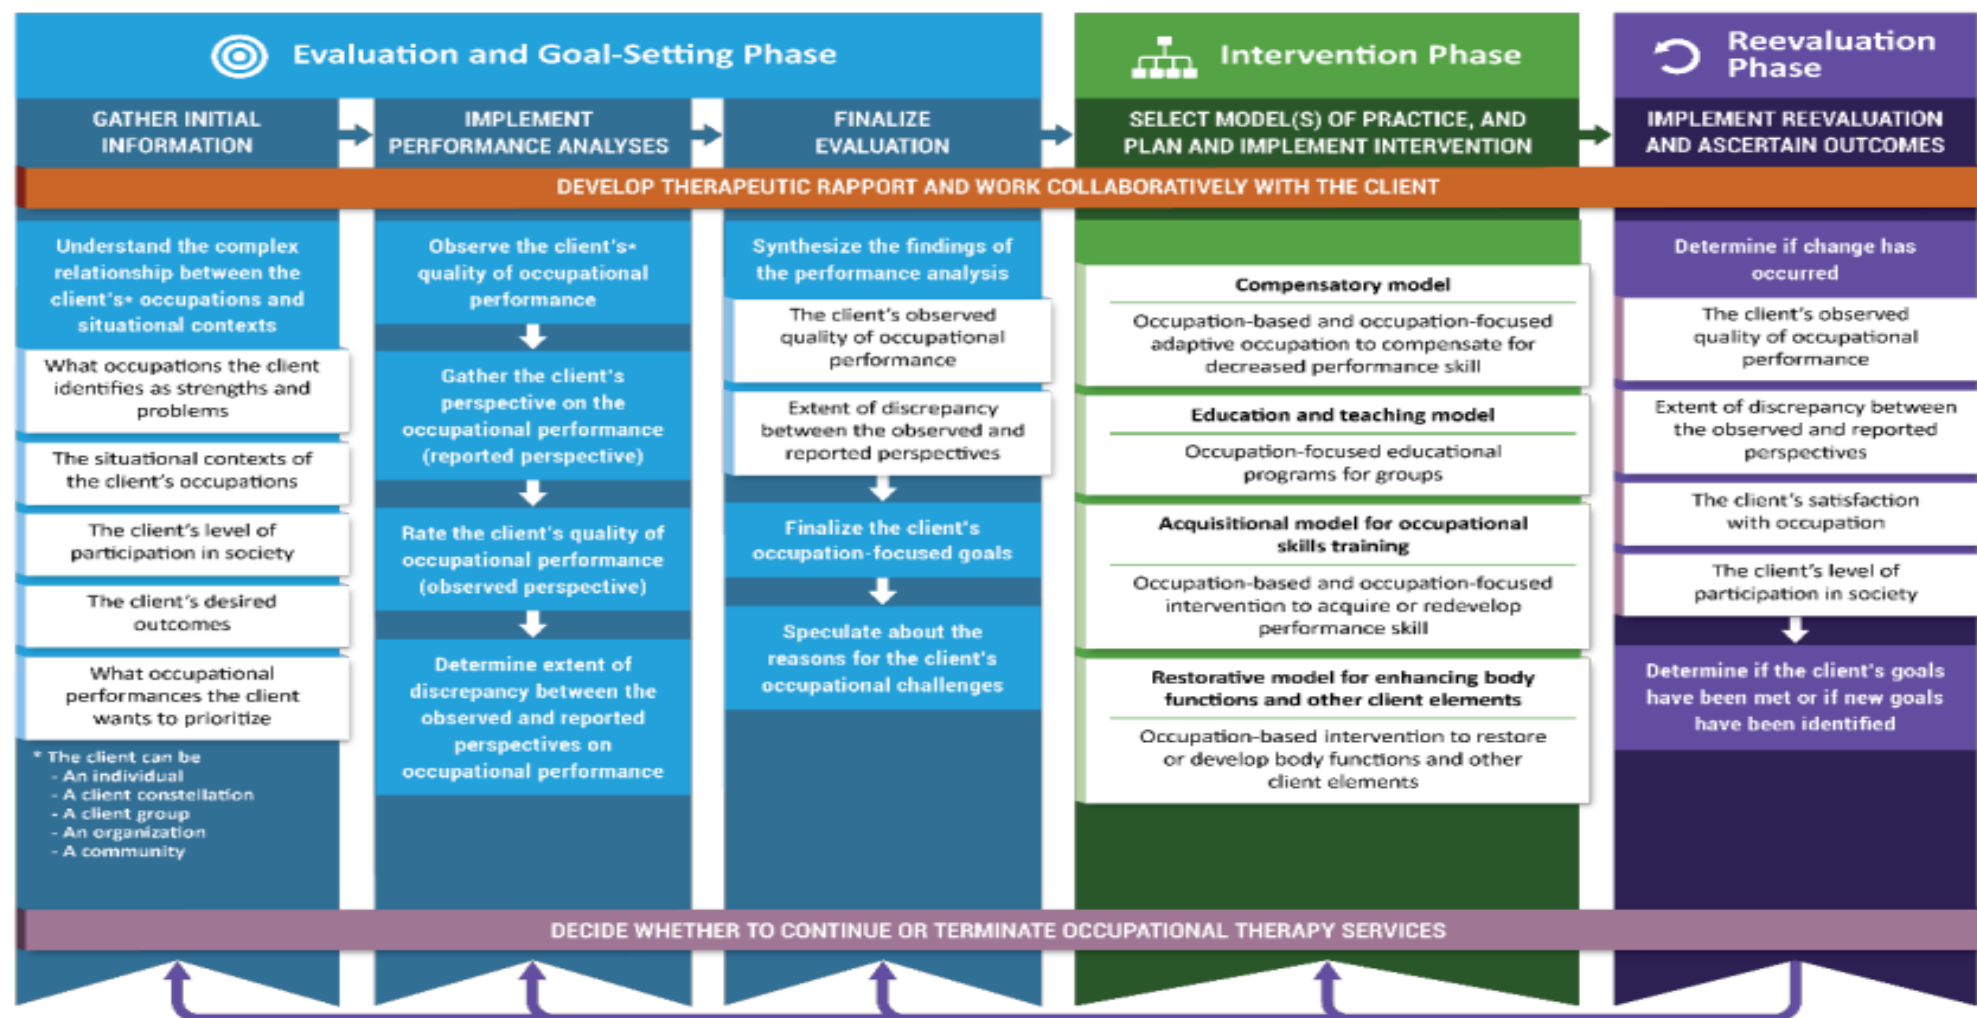 Evaluation and Goal-Setting Phase
GATHER INITIAL
INFORMATION
IMPLEMENT
PERFORMANCE ANALYSES
FINALIZE
EVALUATION
Intervention Phase
SELECT MODEL(S) OF PRACTICE, AND
PLAN AND IMPLEMENT INTERVENTION
Reevaluation
Phase
IMPLEMENT REEVALUATION
AND ASCERTAIN OUTCOMES
DEVELOP THERAPEUTIC RAPPORT AND WORK COLLABORATIVELY WITH THE CLIENT
Understand the complex
relationship between the
client's* occupations and
situational contexts
What occupations the client
identifies as strengths and
problems
The situational contexts of
the client's occupations
The client's level of
participation in society
The client's desired
outcomes
What occupational
performances the client
wants to prioritize
* The client can be
- An individual
- A client constellation
- A client group
- An organization
- A community
Observe the client's*
quality of occupational
performance
Gather the client's
perspective on the
occupational performance
(reported perspective)
Rate the client's quality of
occupational performance
(observed perspective)
Determine extent of
discrepancy between the
observed and reported
perspectives on
occupational performance
Synthesize the findings of
the performance analysis
The client's observed
quality of occupational
performance
Extent of discrepancy
between the observed and
reported perspectives
Finalize the client's
occupation-focused goals
Speculate about the
reasons for the client's
occupational challenges
Compensatory model
Occupation-based and occupation-focused
adaptive occupation to compensate for
decreased performance skill
Education and teaching model
Occupation-focused educational
programs for groups
Acquisitional model for occupational
skills training
Occupation-based and occupation-focused
intervention to acquire or redevelop
performance skill
Restorative model for enhancing body
functions and other client elements
Occupation-based intervention to restore
or develop body functions and other
client elements
Determine if change has
occurred
The client's observed
quality of occupational
performance
Extent of discrepancy between
the observed and reported
perspectives
The client's satisfaction
with occupation
The client's level of
participation in society
Determine if the client's goals
have been met or if new goals
have been identified
DECIDE WHETHER TO CONTINUE OR TERMINATE OCCUPATIONAL THERAPY SERVICES